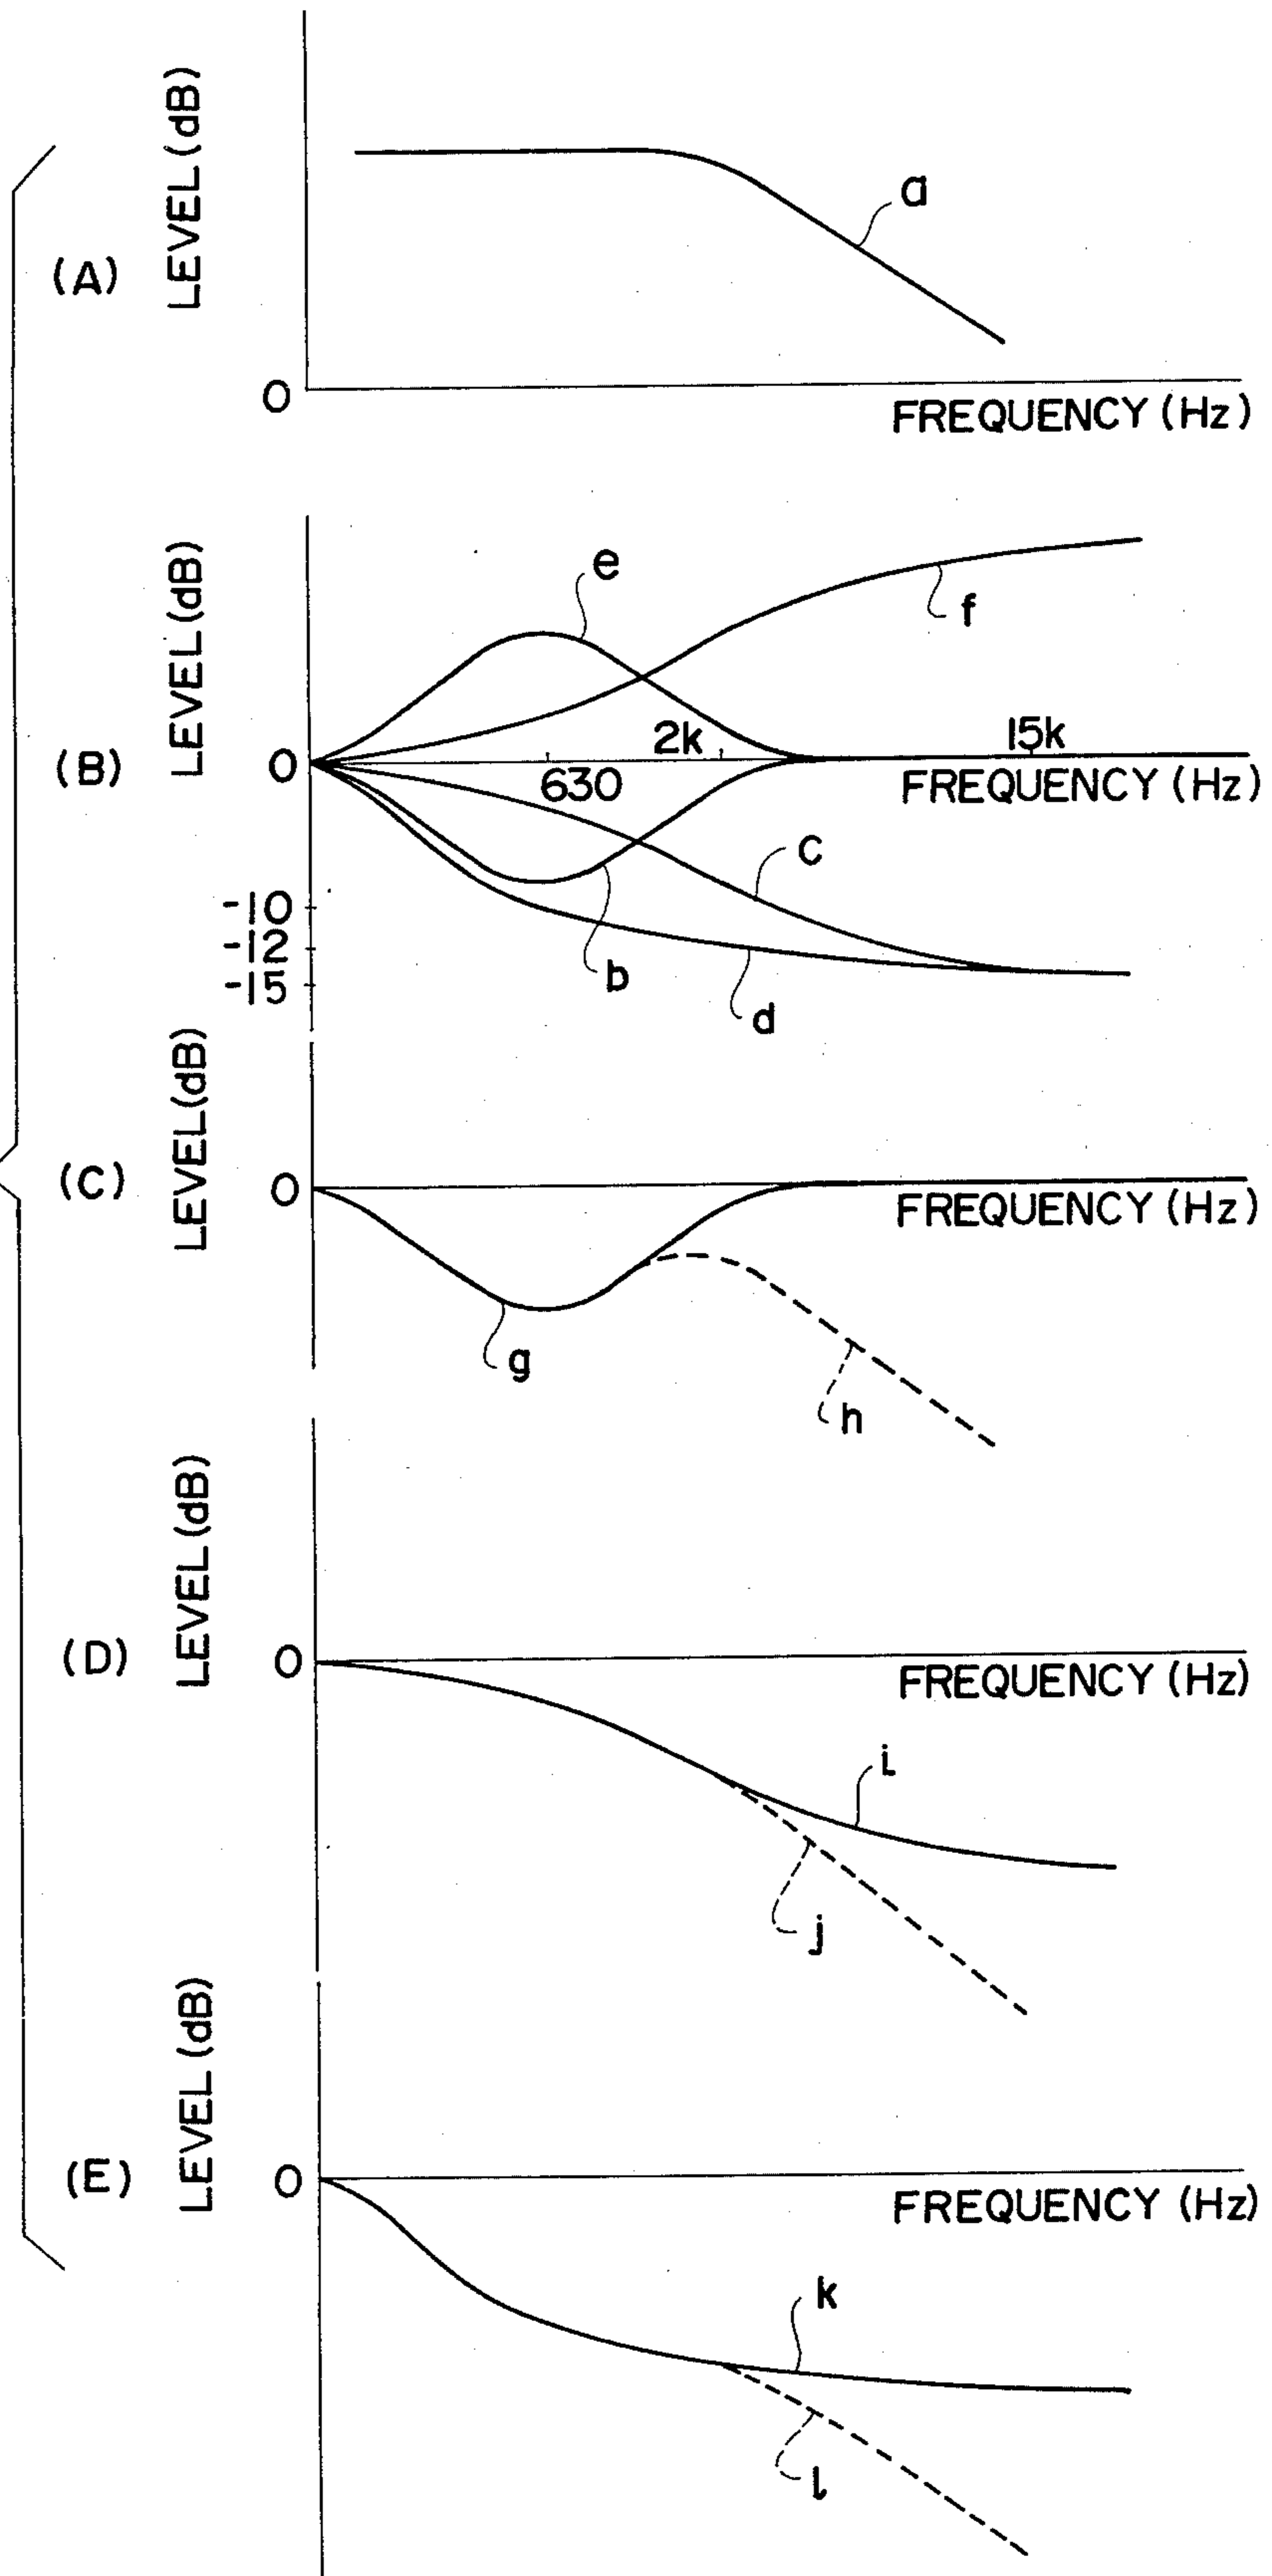 LEVEL (dB)
a
(A)
0
FREQUENCY (Hz)
LEVEL (dB)
e
f
(B)
0
630
2k
15k
FREQUENCY (Hz)
c
-10
-12
-15
b
d
LEVEL (dB)
(C)
0
FREQUENCY (Hz)
g
h
LEVEL (dB)
(D)
0
FREQUENCY (Hz)
i
j
LEVEL (dB)
(E)
0
FREQUENCY (Hz)
k
l